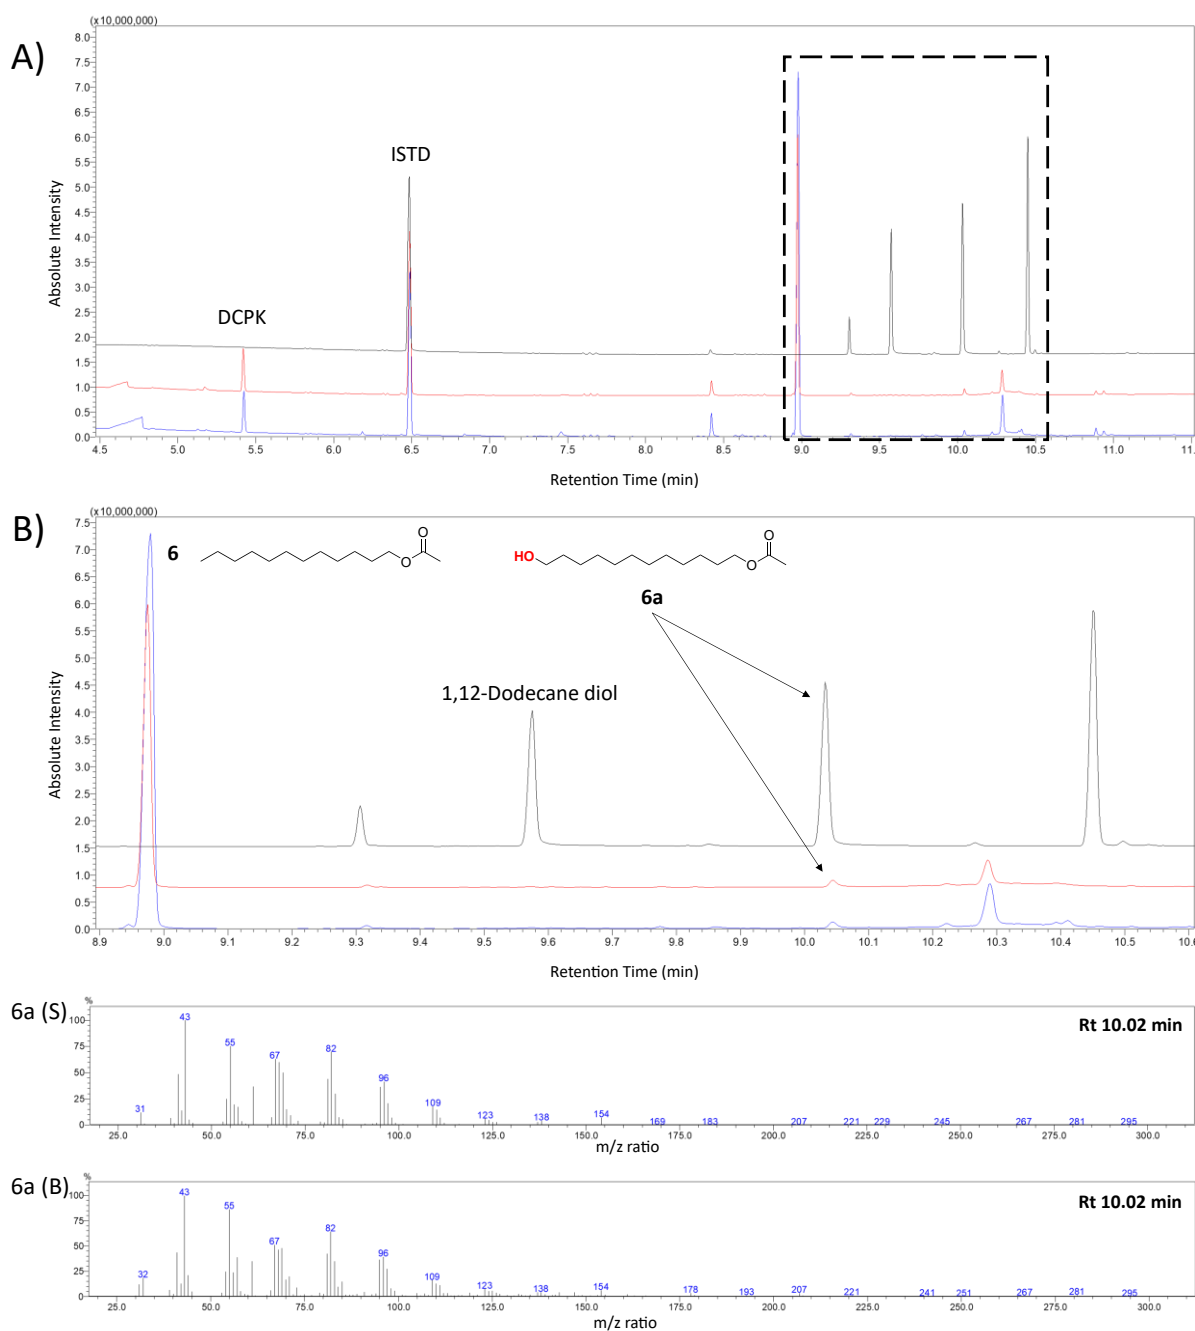 (x10,000,000)
A)
8.0
7.5
7.0
6.5
6.0
5.5
5.0
4.5
4.0
3.5
3.0
2.5
2.0
1.5
1.0
0.5
0.0
Absolute Intensity
DCPK
ISTD
4.5 5.0 5.5 6.0 6.5 7.0 7.5 8.0 8.5 9.0 9.5 10.0 10.5 11.0 11.
Retention Time (min)
B)
(x10,000,000)
7.5
7.0
6.5
6.0
5.5
5.0
4.5
4.0
3.5
3.0
2.5
2.0
1.5
1.0
0.5
0.0
Absolute Intensity
6
O
O
HO
O
O
6a
1,12-Dodecane diol
8.9 9.0 9.1 9.2 9.3 9.4 9.5 9.6 9.7 9.8 9.9 10.0 10.1 10.2 10.3 10.4 10.5 10.6
Retention Time (min)
6a (S)
%
100
75
50
25
0
Rt 10.02 min
31 43 55 67 82 96 109 123 138 154 169 183 207 221 229 245 267 281 295
25.0 50.0 75.0 100.0 125.0 150.0 175.0 200.0 225.0 250.0 275.0 300.0
m/z ratio
6a (B)
%
100
75
50
25
0
Rt 10.02 min
32 43 55 67 82 96 109 123 138 154 178 193 207 221 241 251 267 281 295
25.0 50.0 75.0 100.0 125.0 150.0 175.0 200.0 225.0 250.0 275.0 300.0
m/z ratio